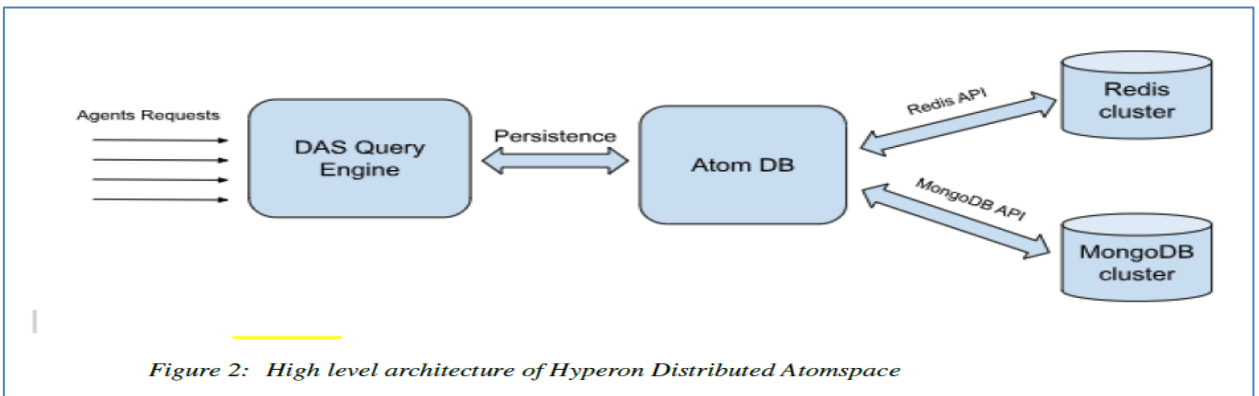 Agents Requests
DAS Query
Engine
Persistence
Atom DB
Redis API
MongoDB API
Redis
cluster
MongoDB
cluster
Figure 2: High level architecture of Hyperon Distributed Atomspace